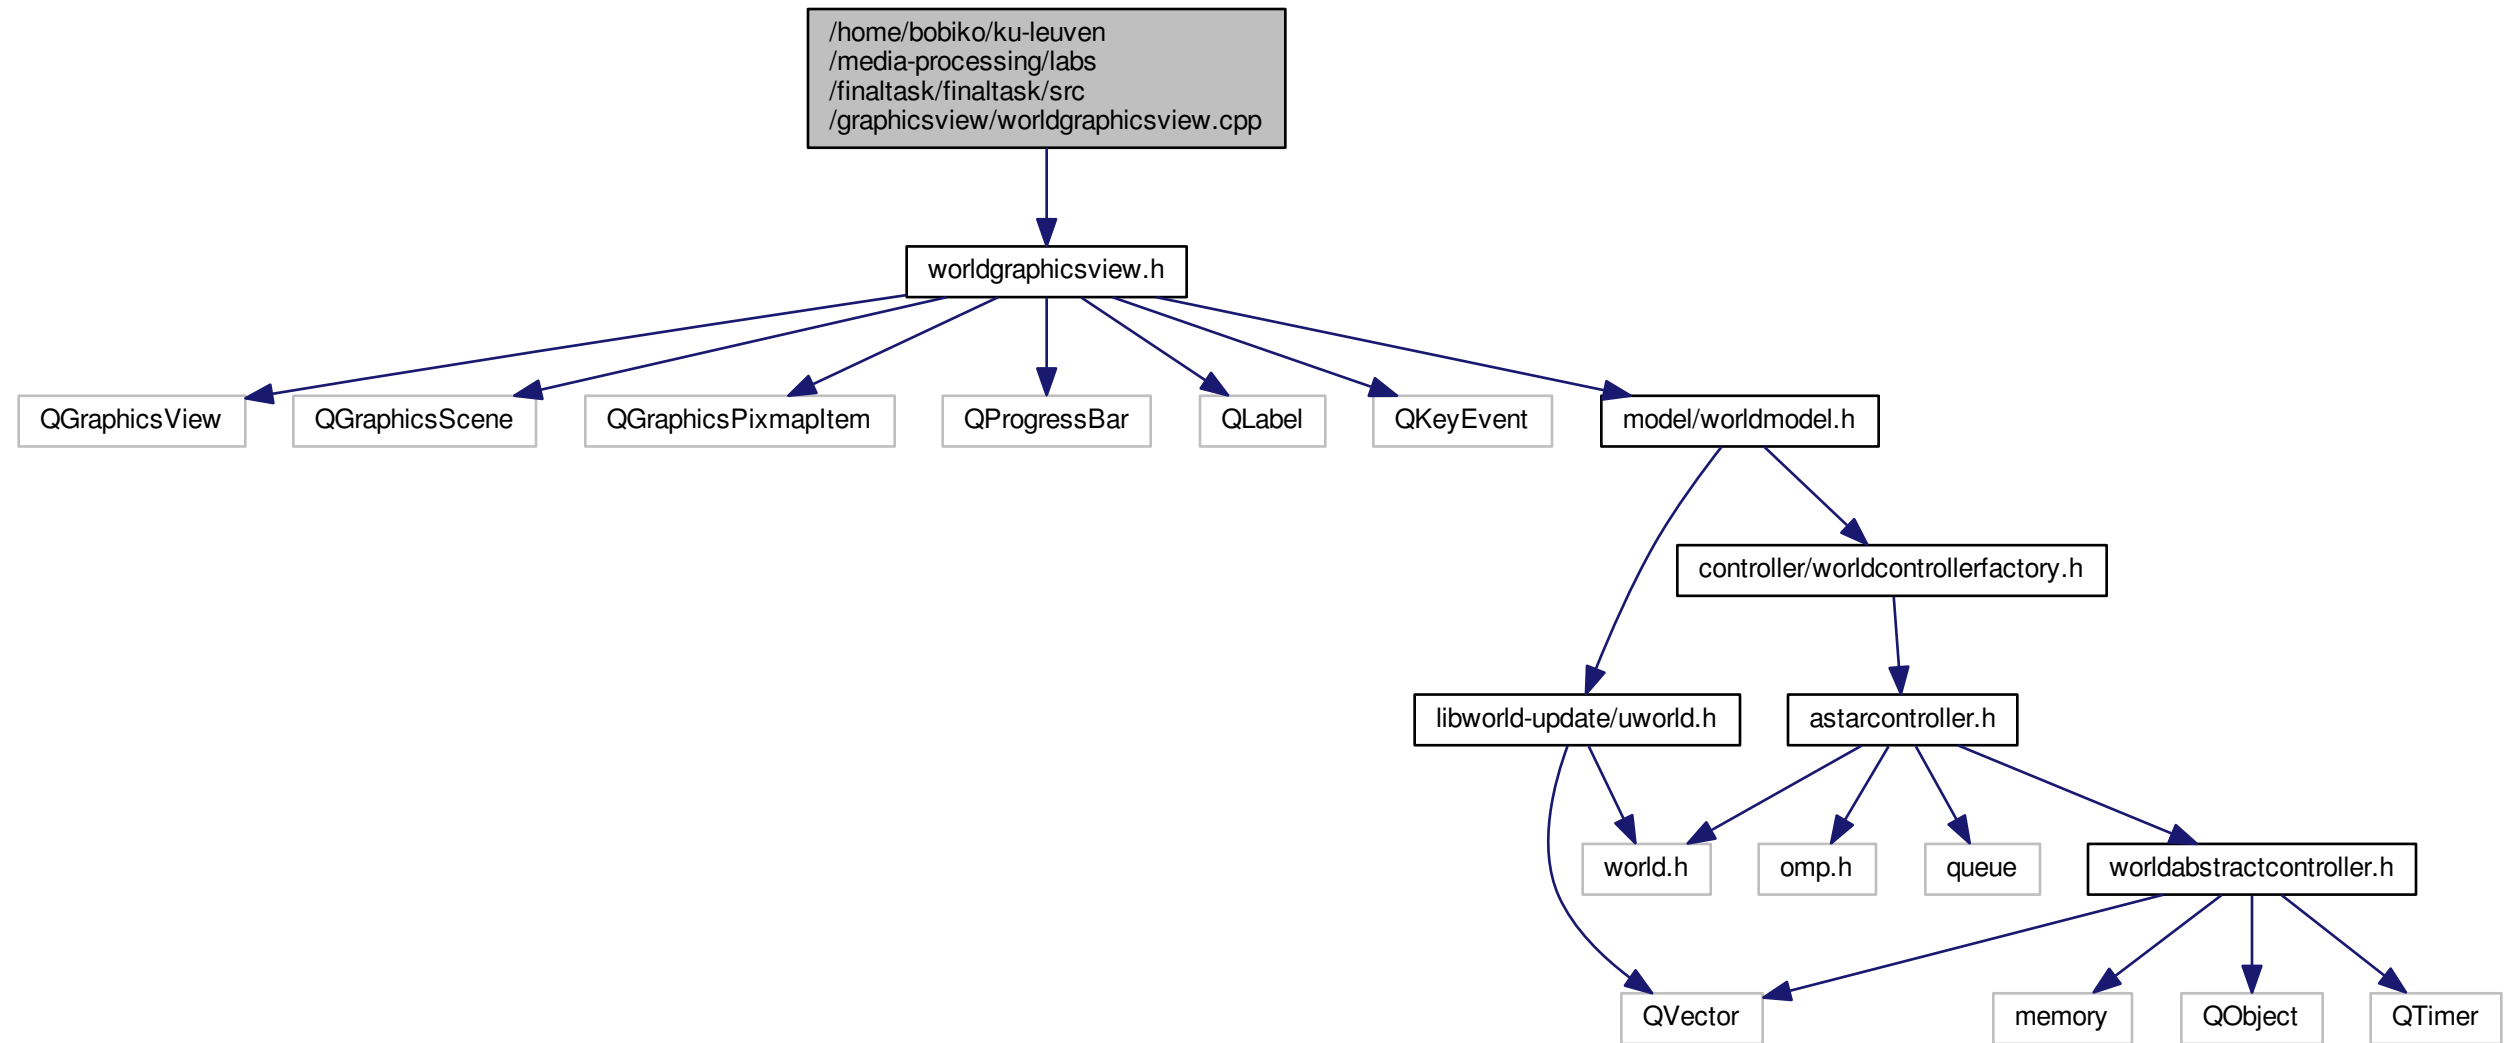 /home/bobiko/ku-leuven
/media-processing/labs
/finaltask/finaltask/src
/graphicsview/worldgraphicsview.cpp
worldgraphicsview.h
QGraphicsView
QGraphicsScene
QGraphicsPixmapItem
QProgressBar
QLabel
QKeyEvent
model/worldmodel.h
controller/worldcontrollerfactory.h
libworld-update/uworld.h
astarcontroller.h
world.h
omp.h
queue
worldabstractcontroller.h
QVector
memory
QObject
QTimer